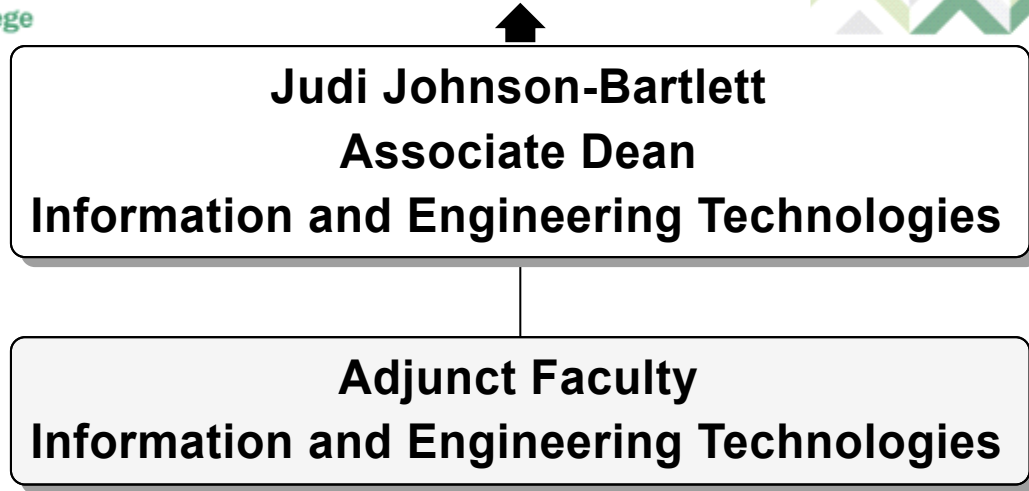 Judi Johnson-Bartlett
Associate Dean
Information and Engineering Technologies
Adjunct Faculty
Information and Engineering Technologies